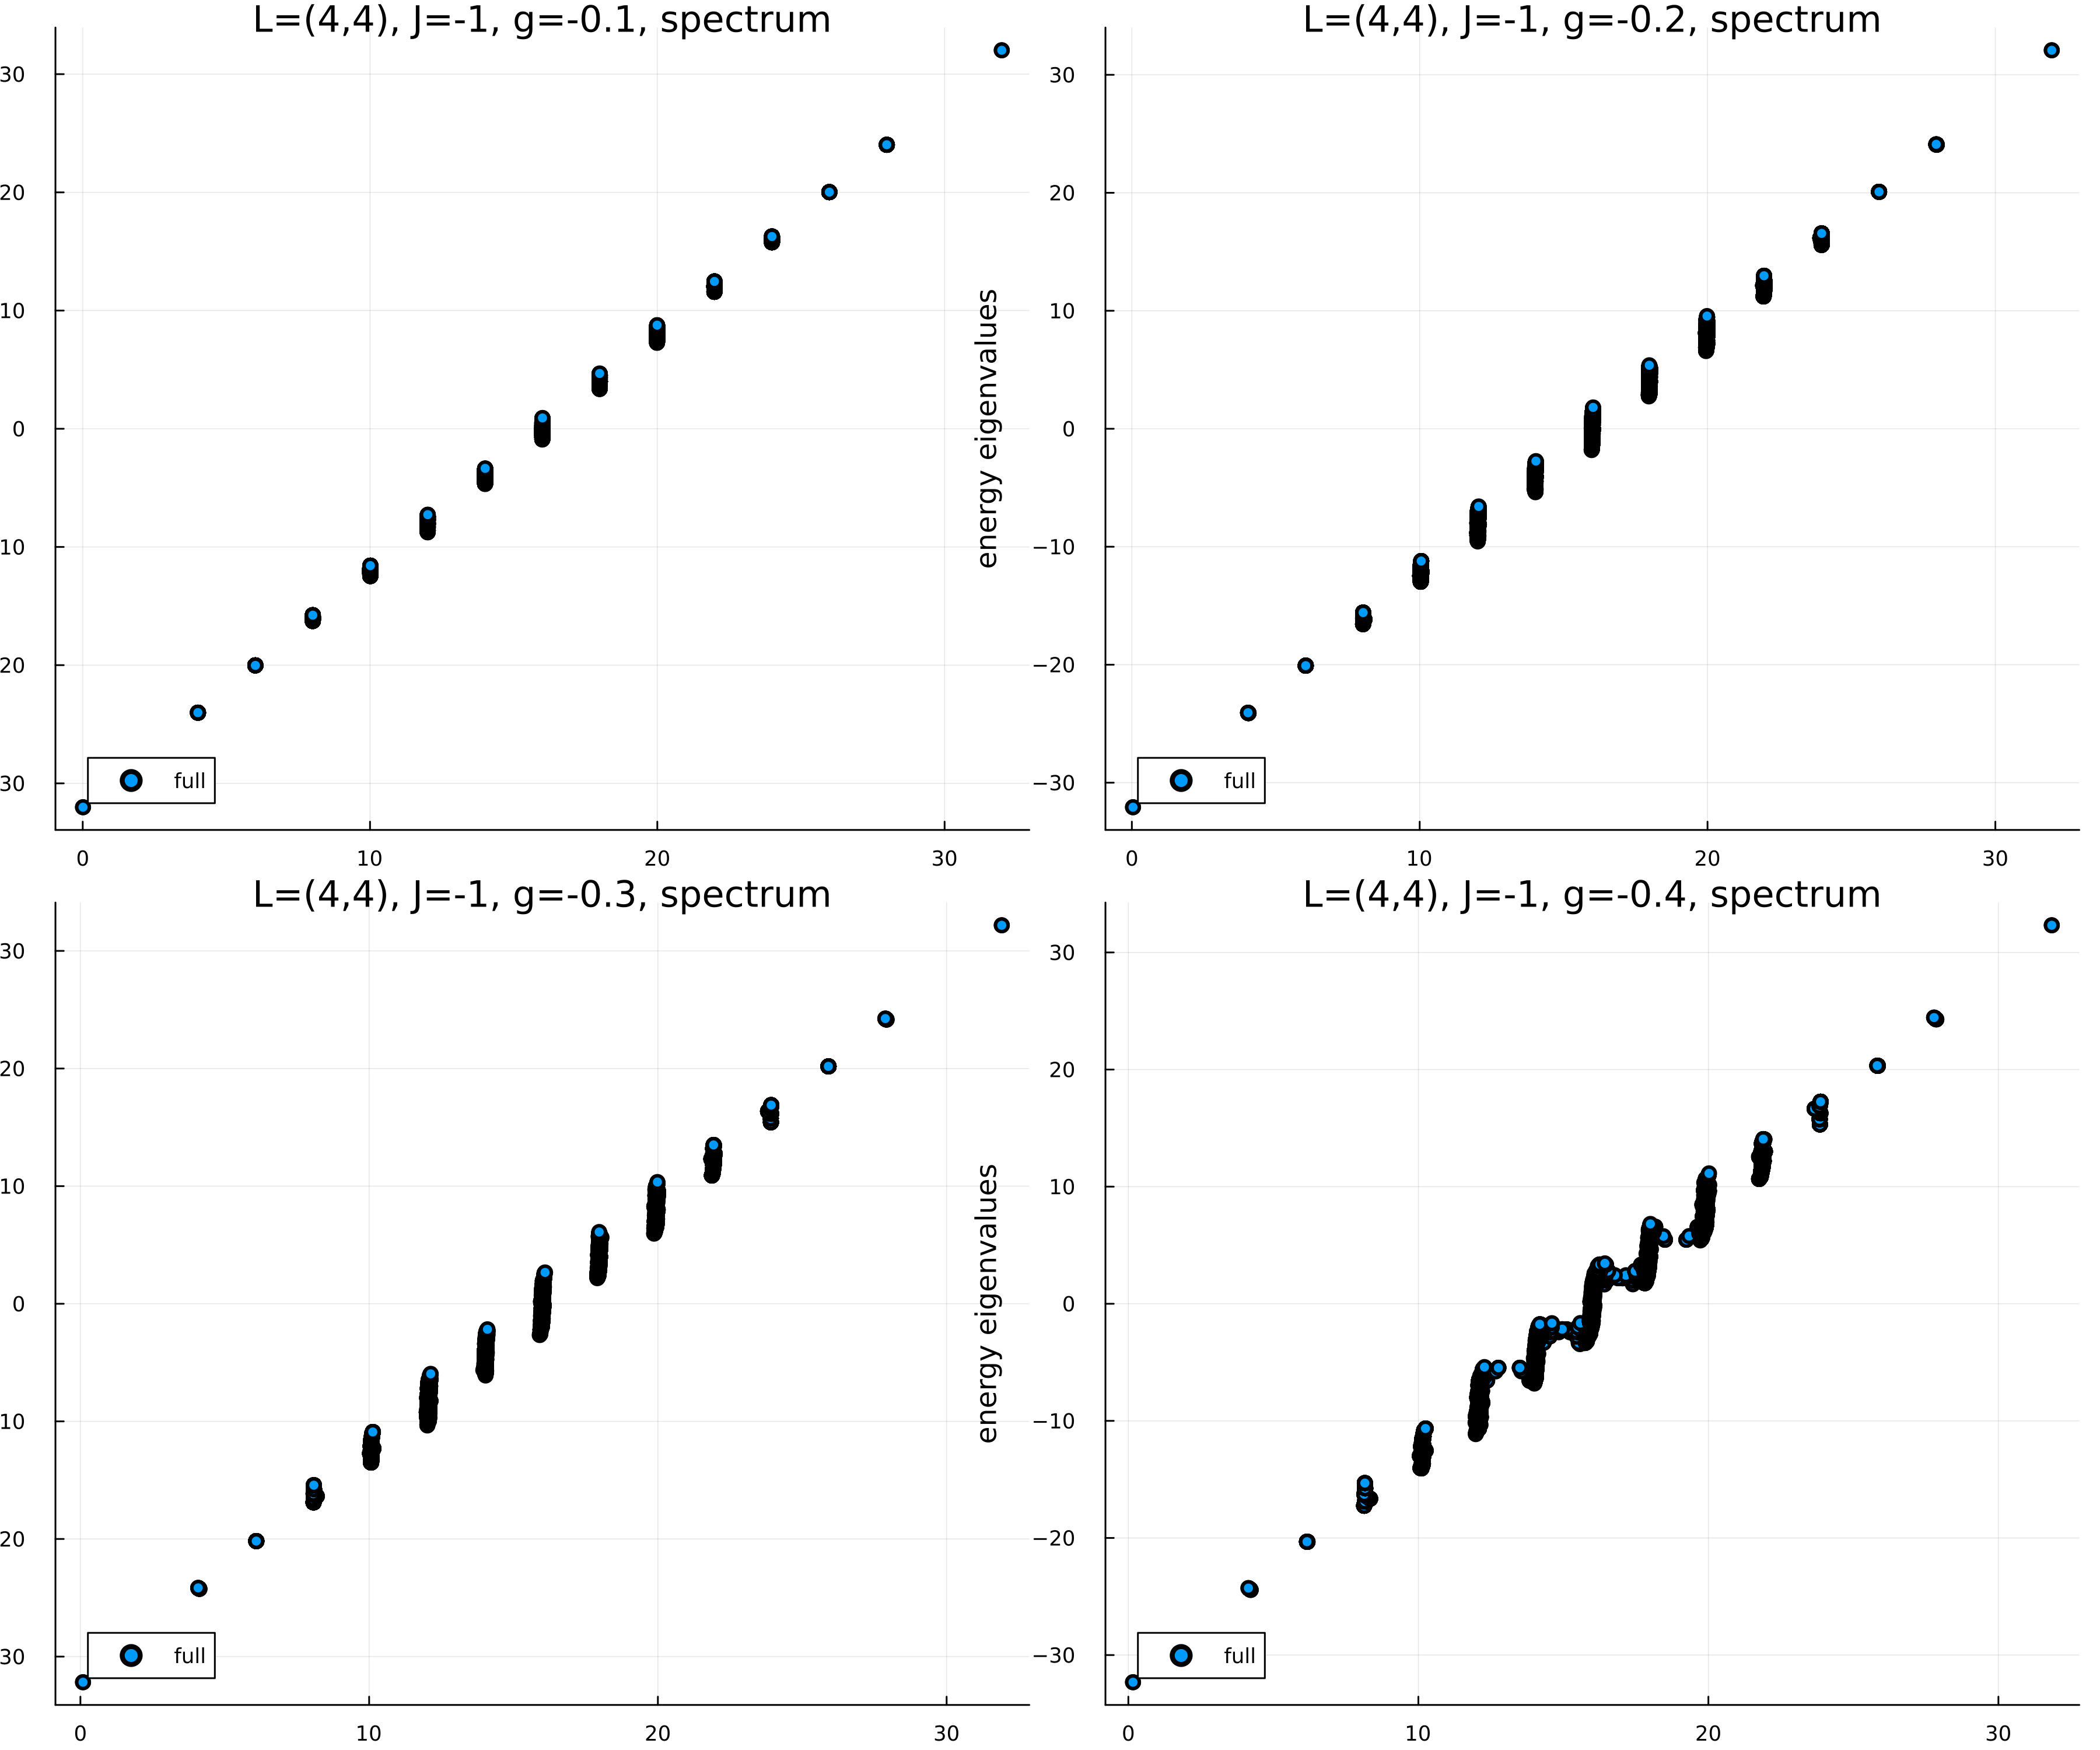 L=(4,4), J=-1, g=-0.1, spectrum
30
20
10
0
10
20
30
full
0 10 20 30
L=(4,4), J=-1, g=-0.2, spectrum
energy eigenvalues
30
20
10
0
−10
−20
−30
full
0 10 20 30
L=(4,4), J=-1, g=-0.3, spectrum
30
20
10
0
10
20
30
full
0 10 20 30
L=(4,4), J=-1, g=-0.4, spectrum
energy eigenvalues
30
20
10
0
−10
−20
−30
full
0 10 20 30